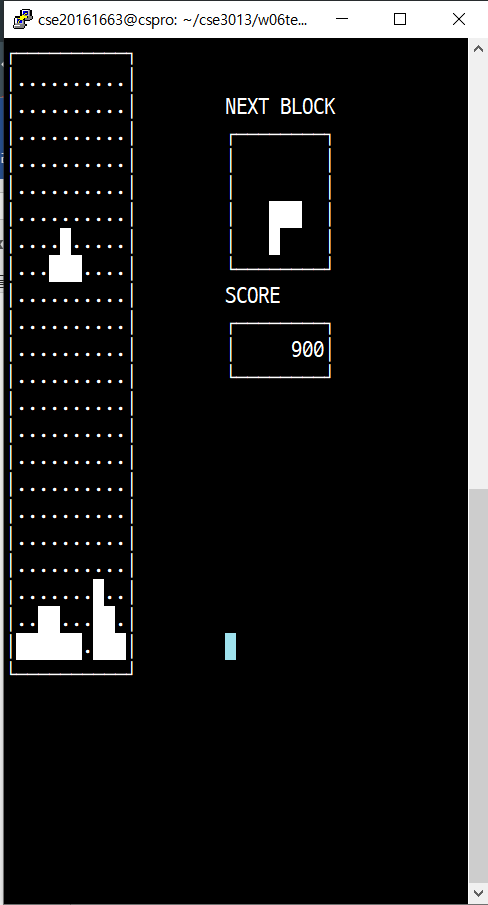 cse20161663@cspro: ~/cse3013/w06te...
NEXT BLOCK
SCORE
900